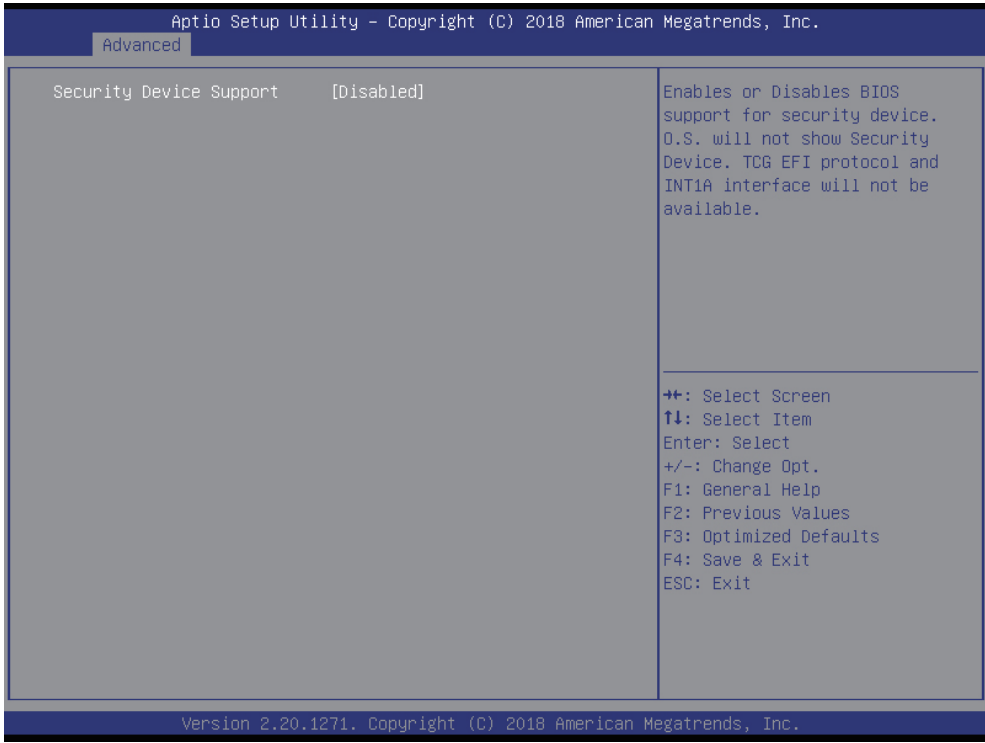 Aptio Setup Utility – Copyright (C) 2018 American Megatrends, Inc.
Advanced
Security Device Support [Disabled]
Enables or Disables BIOS
support for security device.
O.S. will not show Security
Device. TCG EFI protocol and
INT1A interface will not be
available.
→←: Select Screen
↑↓: Select Item
Enter: Select
+/-: Change Opt.
F1: General Help
F2: Previous Values
F3: Optimized Defaults
F4: Save & Exit
ESC: Exit
Version 2.20.1271. Copyright (C) 2018 American Megatrends, Inc.